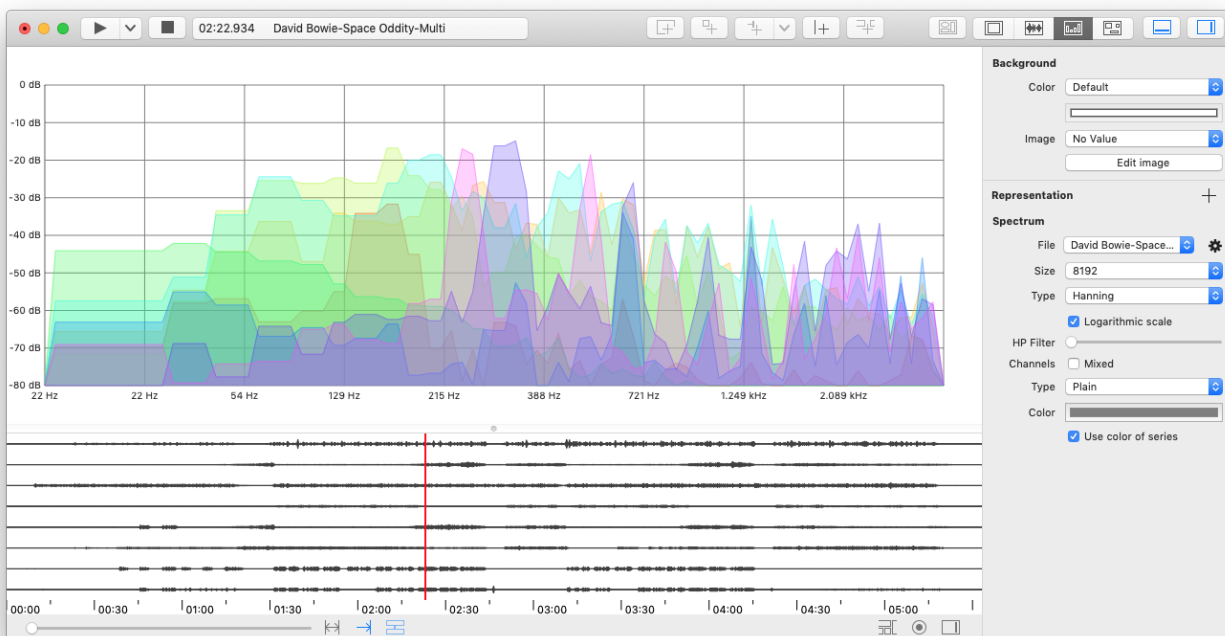 02:22.934 David Bowie-Space Oddity-Multi
0 dB
-10 dB
-20 dB
-30 dB
-40 dB
-50 dB
-60 dB
-70 dB
-80 dB
22 Hz 22 Hz 54 Hz 129 Hz 215 Hz 388 Hz 721 Hz 1.249 kHz 2.089 kHz
00:00 00:30 01:00 01:30 02:00 02:30 03:00 03:30 04:00 04:30 05:00
Background
Color Default
Image No Value
Edit image
Representation
Spectrum
File David Bowie-Space...
Size 8192
Type Hanning
Logarithmic scale
HP Filter
Channels Mixed
Type Plain
Color
Use color of series